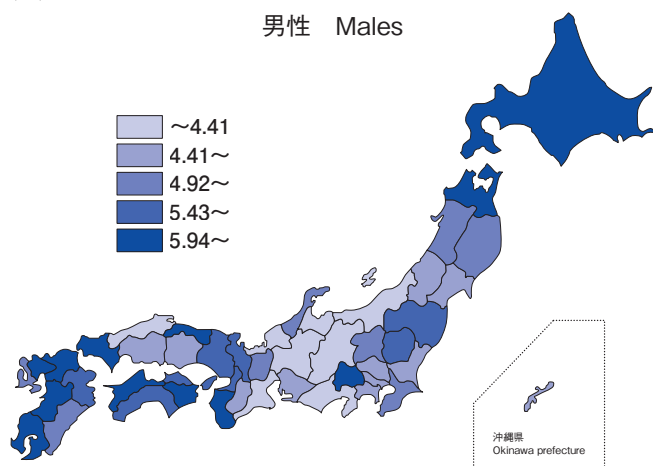 男性 Males
～4.41
4.41～
4.92～
5.43～
5.94～
沖縄県
Okinawa prefecture